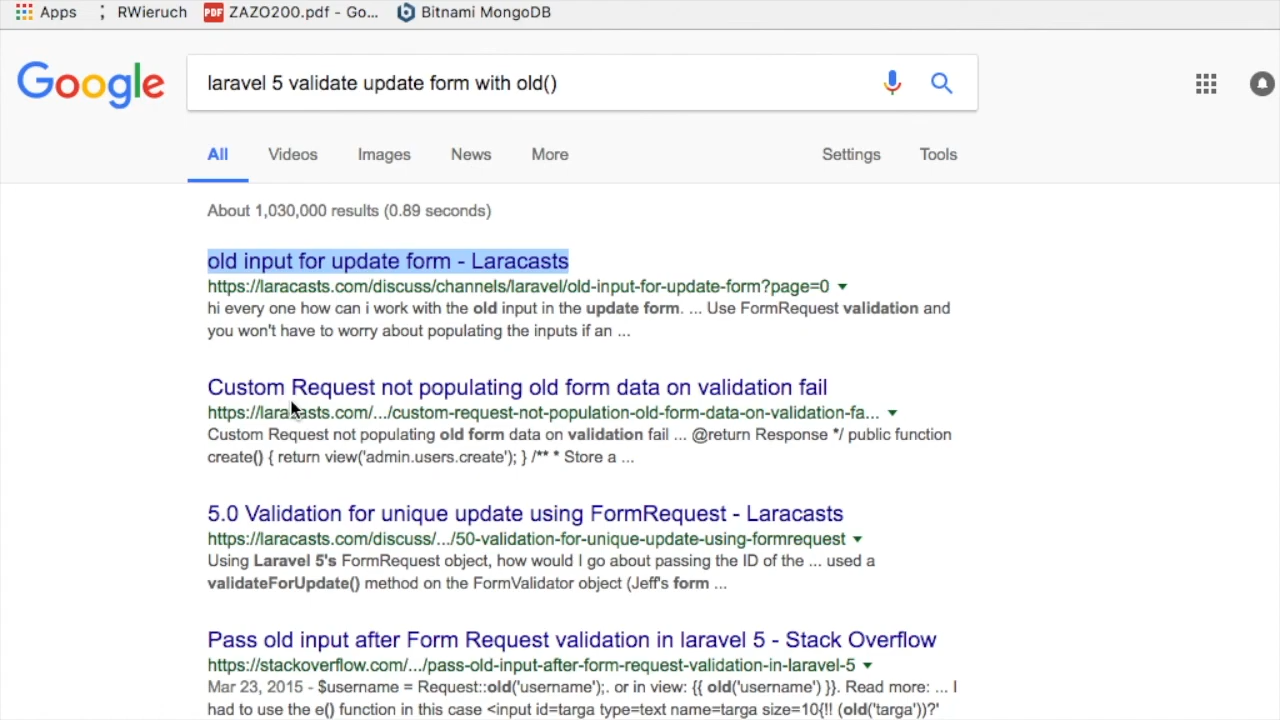 Apps ; RWieruch PDF ZAZO200.pdf - Go... Bitnami MongoDB
Google
laravel 5 validate update form with old()
All Videos Images News More Settings Tools
About 1,030,000 results (0.89 seconds)
old input for update form - Laracasts
https://laracasts.com/discuss/channels/laravel/old-input-for-update-form?page=0
hi every one how can i work with the old input in the update form. ... Use FormRequest validation and
you won't have to worry about populating the inputs if an ...
Custom Request not populating old form data on validation fail
https://laracasts.com/.../custom-request-not-population-old-form-data-on-validation-fa...
Custom Request not populating old form data on validation fail ... @return Response */ public function
create() { return view('admin.users.create'); } /** * Store a ...
5.0 Validation for unique update using FormRequest - Laracasts
https://laracasts.com/discuss/.../50-validation-for-unique-update-using-formrequest
Using Laravel 5's FormRequest object, how would I go about passing the ID of the ... used a
validateForUpdate() method on the FormValidator object (Jeff's form ...
Pass old input after Form Request validation in laravel 5 - Stack Overflow
https://stackoverflow.com/.../pass-old-input-after-form-request-validation-in-laravel-5
Mar 23, 2015 - $username = Request::old('username');. or in view: {{ old('username') }}. Read more: ... I
had to use the e() function in this case <input id=targa type=text name=targa size=10{!! (old('targa'))?'